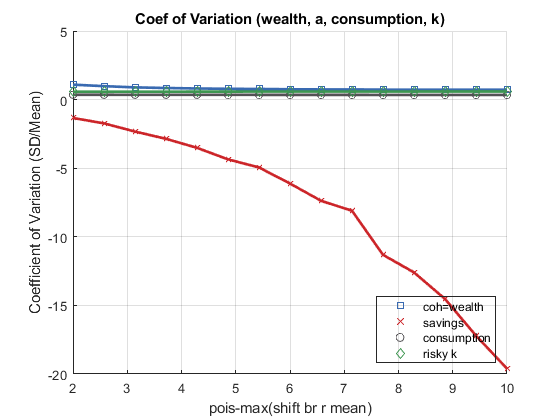 Coef of Variation (wealth, a, consumption, k)
5
0
-5
-10
-15
-20
Coefficient of Variation (SD/Mean)
coh=wealth
savings
consumption
risky k
2 3 4 5 6 7 8 9 10
pois-max(shift br r mean)